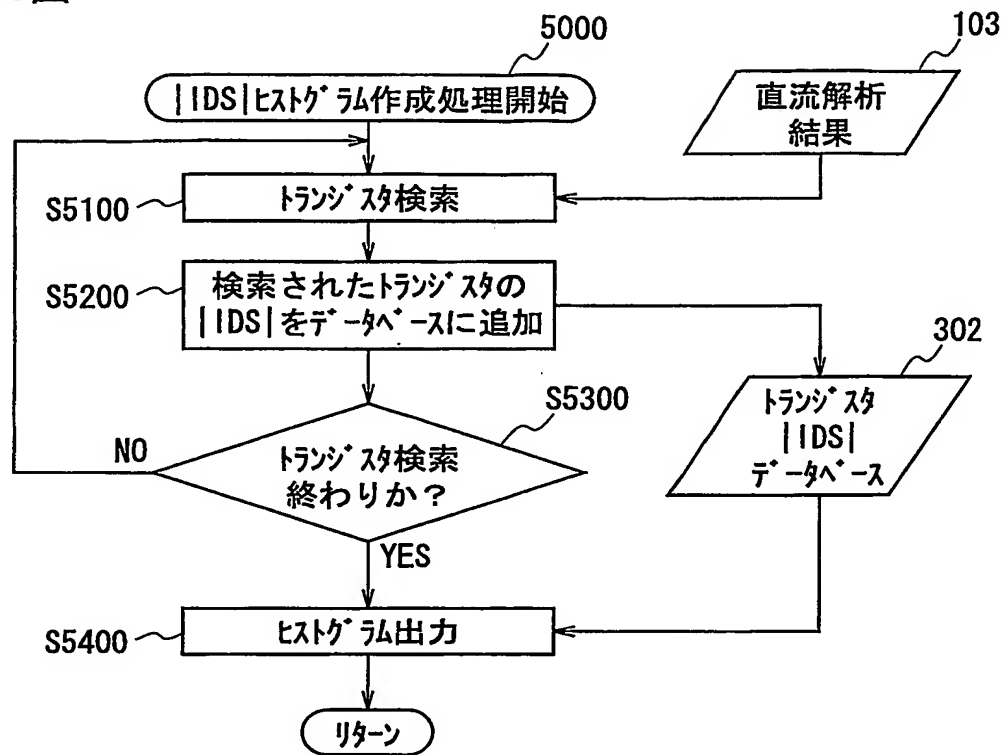 図
5000
|IDS|ﾋｽﾄｸﾞﾗﾑ作成処理開始
103
直流解析
結果
S5100
ﾄﾗﾝｼﾞｽﾀ検索
S5200
検索されたﾄﾗﾝｼﾞｽﾀの
|IDS|をﾃﾞｰﾀﾍﾞｰｽに追加
302
ﾄﾗﾝｼﾞｽﾀ
|IDS|
ﾃﾞｰﾀﾍﾞｰｽ
S5300
NO
ﾄﾗﾝｼﾞｽﾀ検索
終わりか？
YES
S5400
ﾋｽﾄｸﾞﾗﾑ出力
ﾘﾀｰﾝ